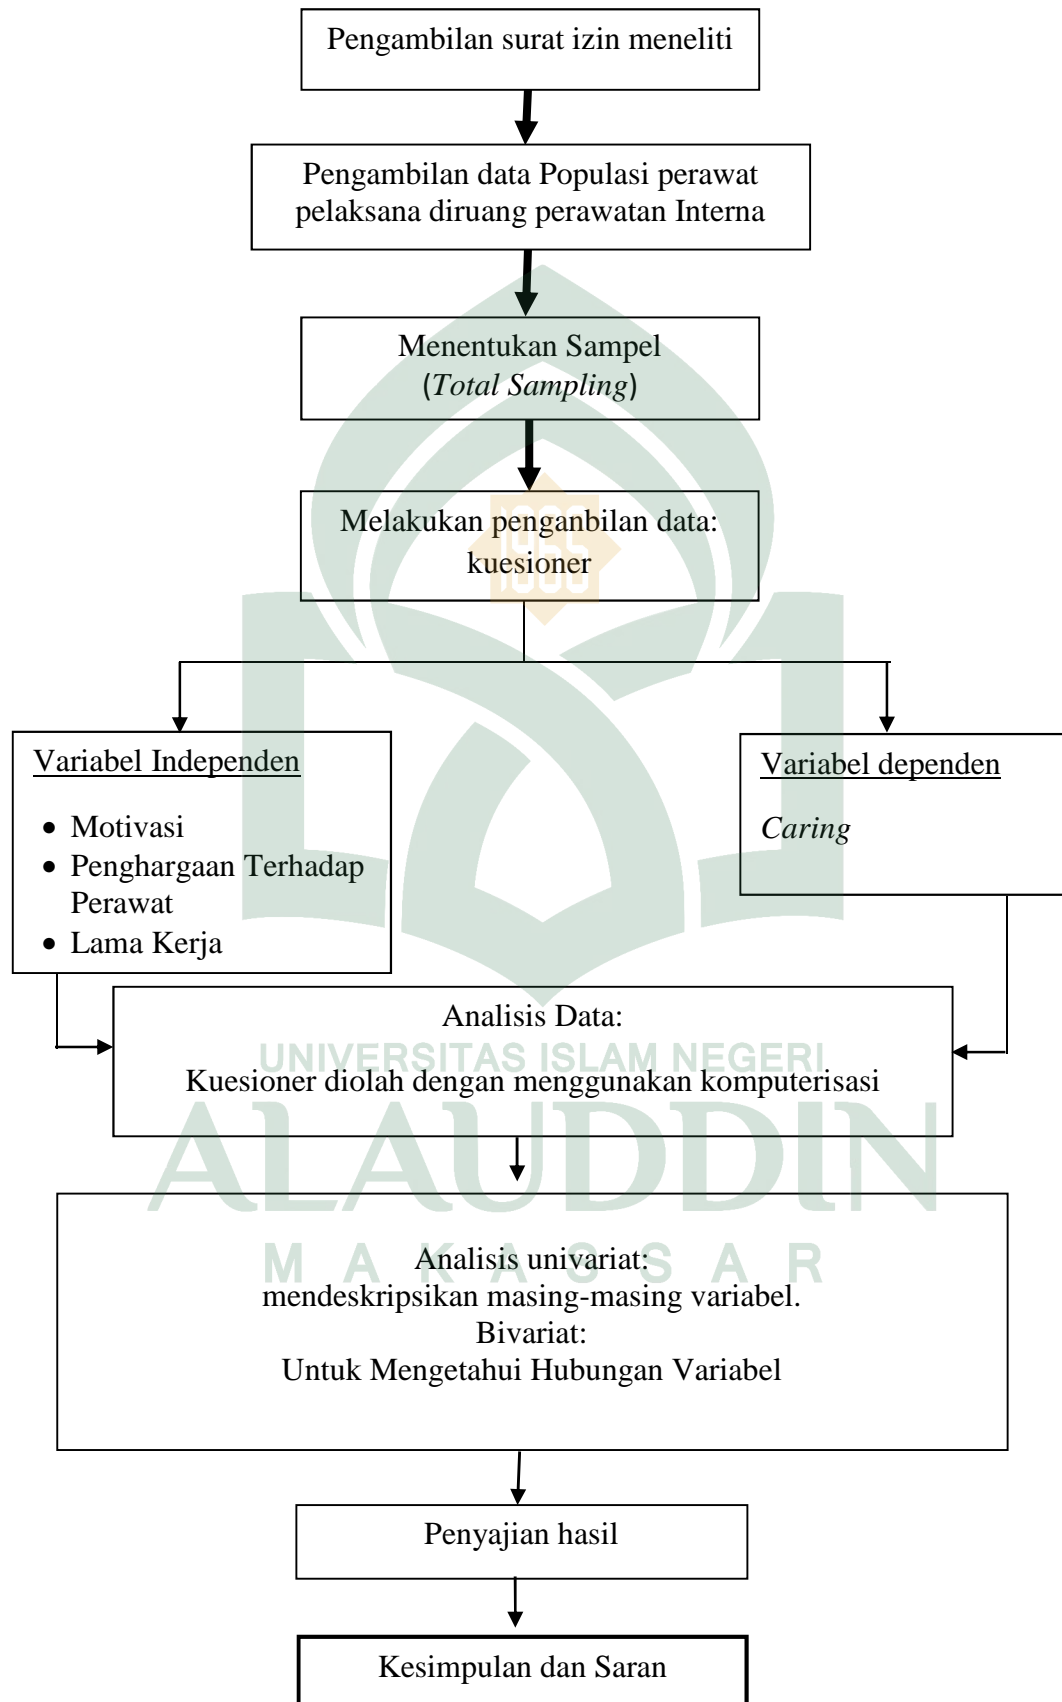 Pengambilan surat izin meneliti
Pengambilan data Populasi perawat
pelaksana diruang perawatan Interna
Menentukan Sampel
(Total Sampling)
Melakukan penganbilan data:
kuesioner
1965
Variabel Independen
• Motivasi
• Penghargaan Terhadap
Perawat
• Lama Kerja
Variabel dependen
Caring
Analisis Data:
UNIVERSITAS ISLAM NEGERI
Kuesioner diolah dengan menggunakan komputerisasi
ALAUDDIN
Analisis univariat:
MAKASSAR
mendeskripsikan masing-masing variabel.
Bivariat:
Untuk Mengetahui Hubungan Variabel
Penyajian hasil
Kesimpulan dan Saran